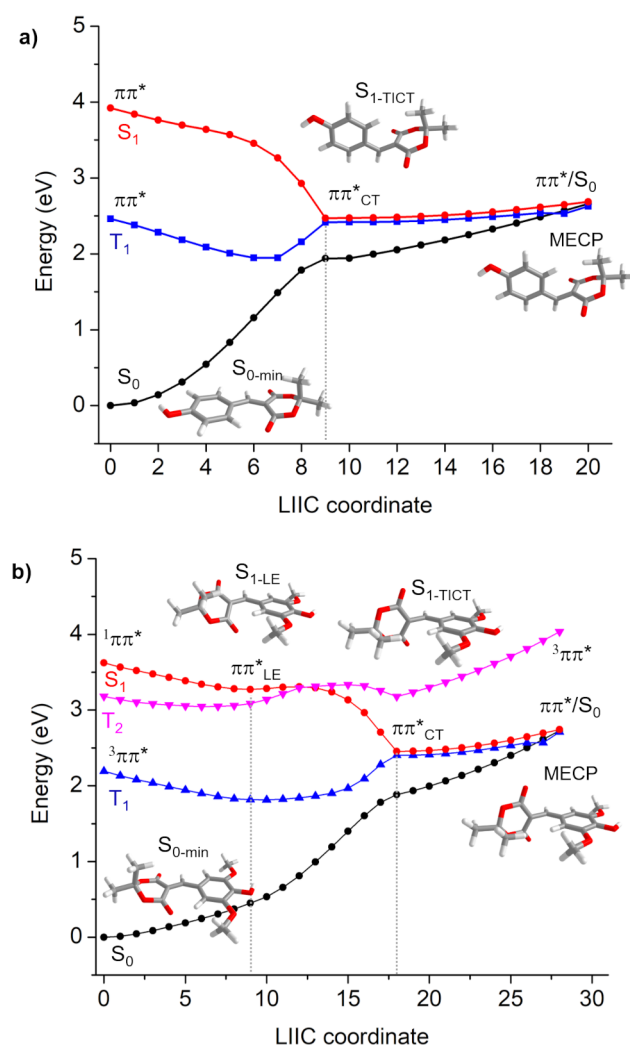 a)
5
4
3
2
1
0
Energy (eV)
ππ*
S1
ππ*
T1
S0
S0-min
S1-TICT
ππ*CT
ππ*/S0
MECP
0 2 4 6 8 10 12 14 16 18 20
LIIC coordinate
b)
5
4
3
2
1
0
Energy (eV)
S1-LE
S1-TICT
1ππ*
S1
T2
ππ*LE
3ππ*
3ππ*
T1
ππ*CT
ππ*/S0
MECP
S0-min
S0
0 5 10 15 20 25 30
LIIC coordinate